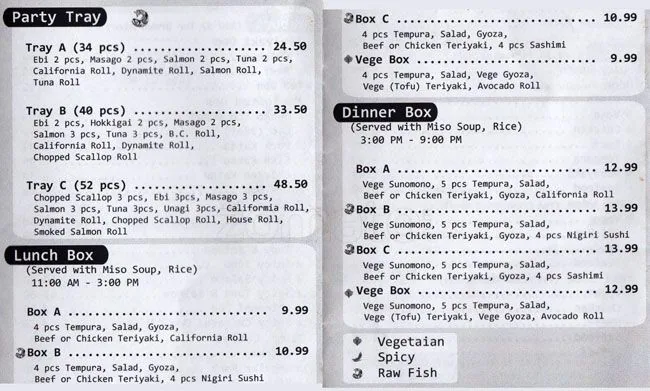 Party Tray
Tray A (34 pcs) .................. 24.50
Ebi 2 pcs, Masago 2 pcs, Salmon 2 pcs, Tuna 2 pcs,
California Roll, Dynamite Roll, Salmon Roll,
Tuna Roll
Tray B (40 pcs) .................. 33.50
Ebi 2 pcs, Hokkigai 2 pcs, Masago 2 pcs,
Salmon 3 pcs, Tuna 3 pcs, B.C. Roll,
California Roll, Dynamite Roll,
Chopped Scallop Roll
Tray C (52 pcs) .................. 48.50
Chopped Scallop 3 pcs, Ebi 3pcs, Masago 3 pcs,
Salmon 3 pcs, Tuna 3pcs, Unagi 3pcs, Califormia Roll,
Dynamite Roll, Chopped Scallop Roll, House Roll,
Smoked Salmon Roll
Lunch Box
(Served with Miso Soup, Rice)
11:00 AM - 3:00 PM
Box A ............................ 9.99
4 pcs Tempura, Salad, Gyoza,
Beef or Chicken Teriyaki, California Roll
Box B ........................... 10.99
4 pcs Tempura, Salad, Gyoza,
Beef or Chicken Teriyaki, 4 pcs Nigiri Sushi
Box C ........................... 10.99
4 pcs Tempura, Salad, Gyoza,
Beef or Chicken Teriyaki, 4 pcs Sashimi
Vege Box ......................... 9.99
4 pcs Tempura, Salad, Vege Gyoza,
Vege (Tofu) Teriyaki, Avocado Roll
Dinner Box
(Served with Miso Soup, Rice)
3:00 PM - 9:00 PM
Box A ........................... 12.99
Vege Sunomono, 5 pcs Tempura, Salad,
Beef or Chicken Teriyaki, Gyoza, California Roll
Box B ........................... 13.99
Vege Sunomono, 5 pcs Tempura, Salad,
Beef or Chicken Teriyaki, Gyoza, 4 pcs Nigiri Sushi
Box C ........................... 13.99
Vege Sunomono, 5 pcs Tempura, Salad,
Beef or Chicken Teriyaki, Gyoza, 4 pcs Sashimi
Vege Box ........................ 12.99
Vege Sunomono, 5 pcs Tempura, Salad,
Vege (Tofu) Teriyaki, Vege Gyoza, Avocado Roll
Vegetaian
Spicy
Raw Fish